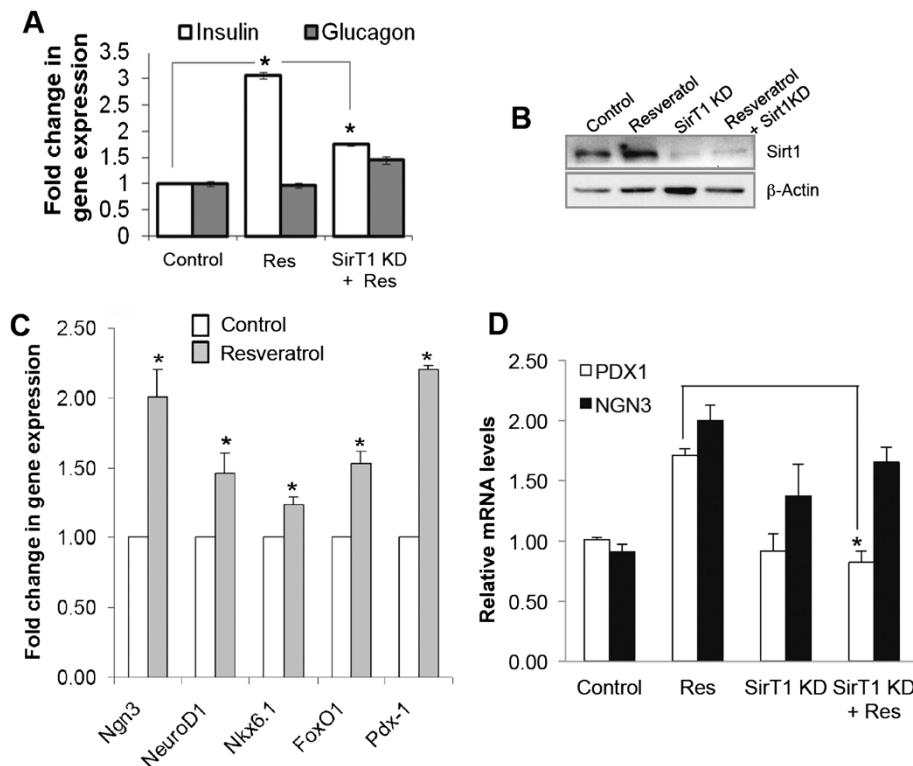 A
Insulin Glucagon
Fold change in
gene expression
3.5
3
2.5
2
1.5
1
0.5
0
*
*
Control Res SirT1 KD
+ Res
B
Control
Resveratol
SirT1 KD
Resveratrol
+ Sirt1KD
Sirt1
β-Actin
C
Control
Resveratrol
Fold change in gene expression
2.50
2.00
1.50
1.00
0.50
0.00
*
*
*
*
*
Ngn3
NeuroD1
Nkx6.1
FoxO1
Pdx-1
D
PDX1
NGN3
Relative mRNA levels
2.50
2.00
1.50
1.00
0.50
0.00
*
Control Res SirT1 KD SirT1 KD
+ Res